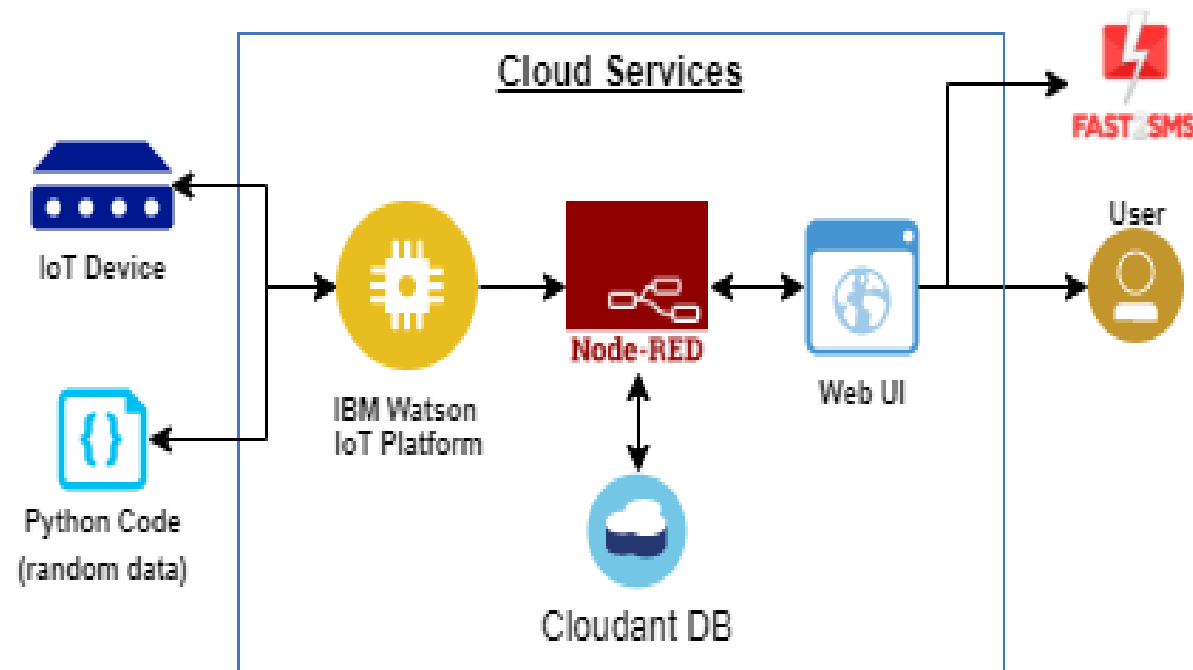 Cloud Services
FAST2SMS
User
IoT Device
Node-RED
Web UI
IBM Watson
IoT Platform
Python Code
(random data)
Cloudant DB